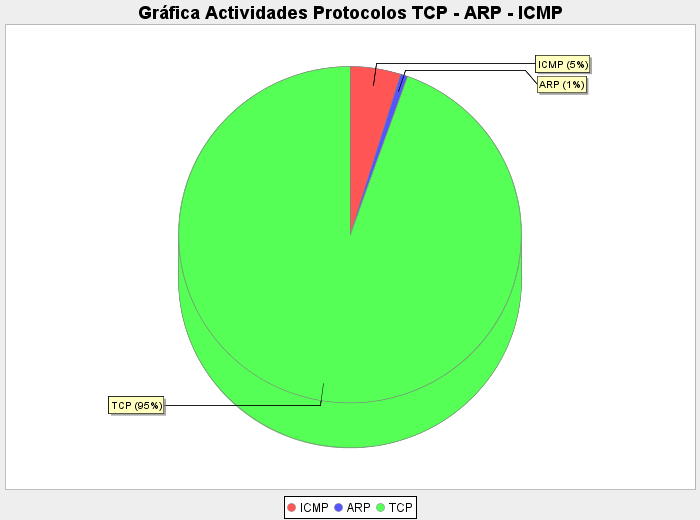 Gráfica Actividades Protocolos TCP - ARP - ICMP
ICMP (5%)
ARP (1%)
TCP (95%)
ICMP ARP TCP